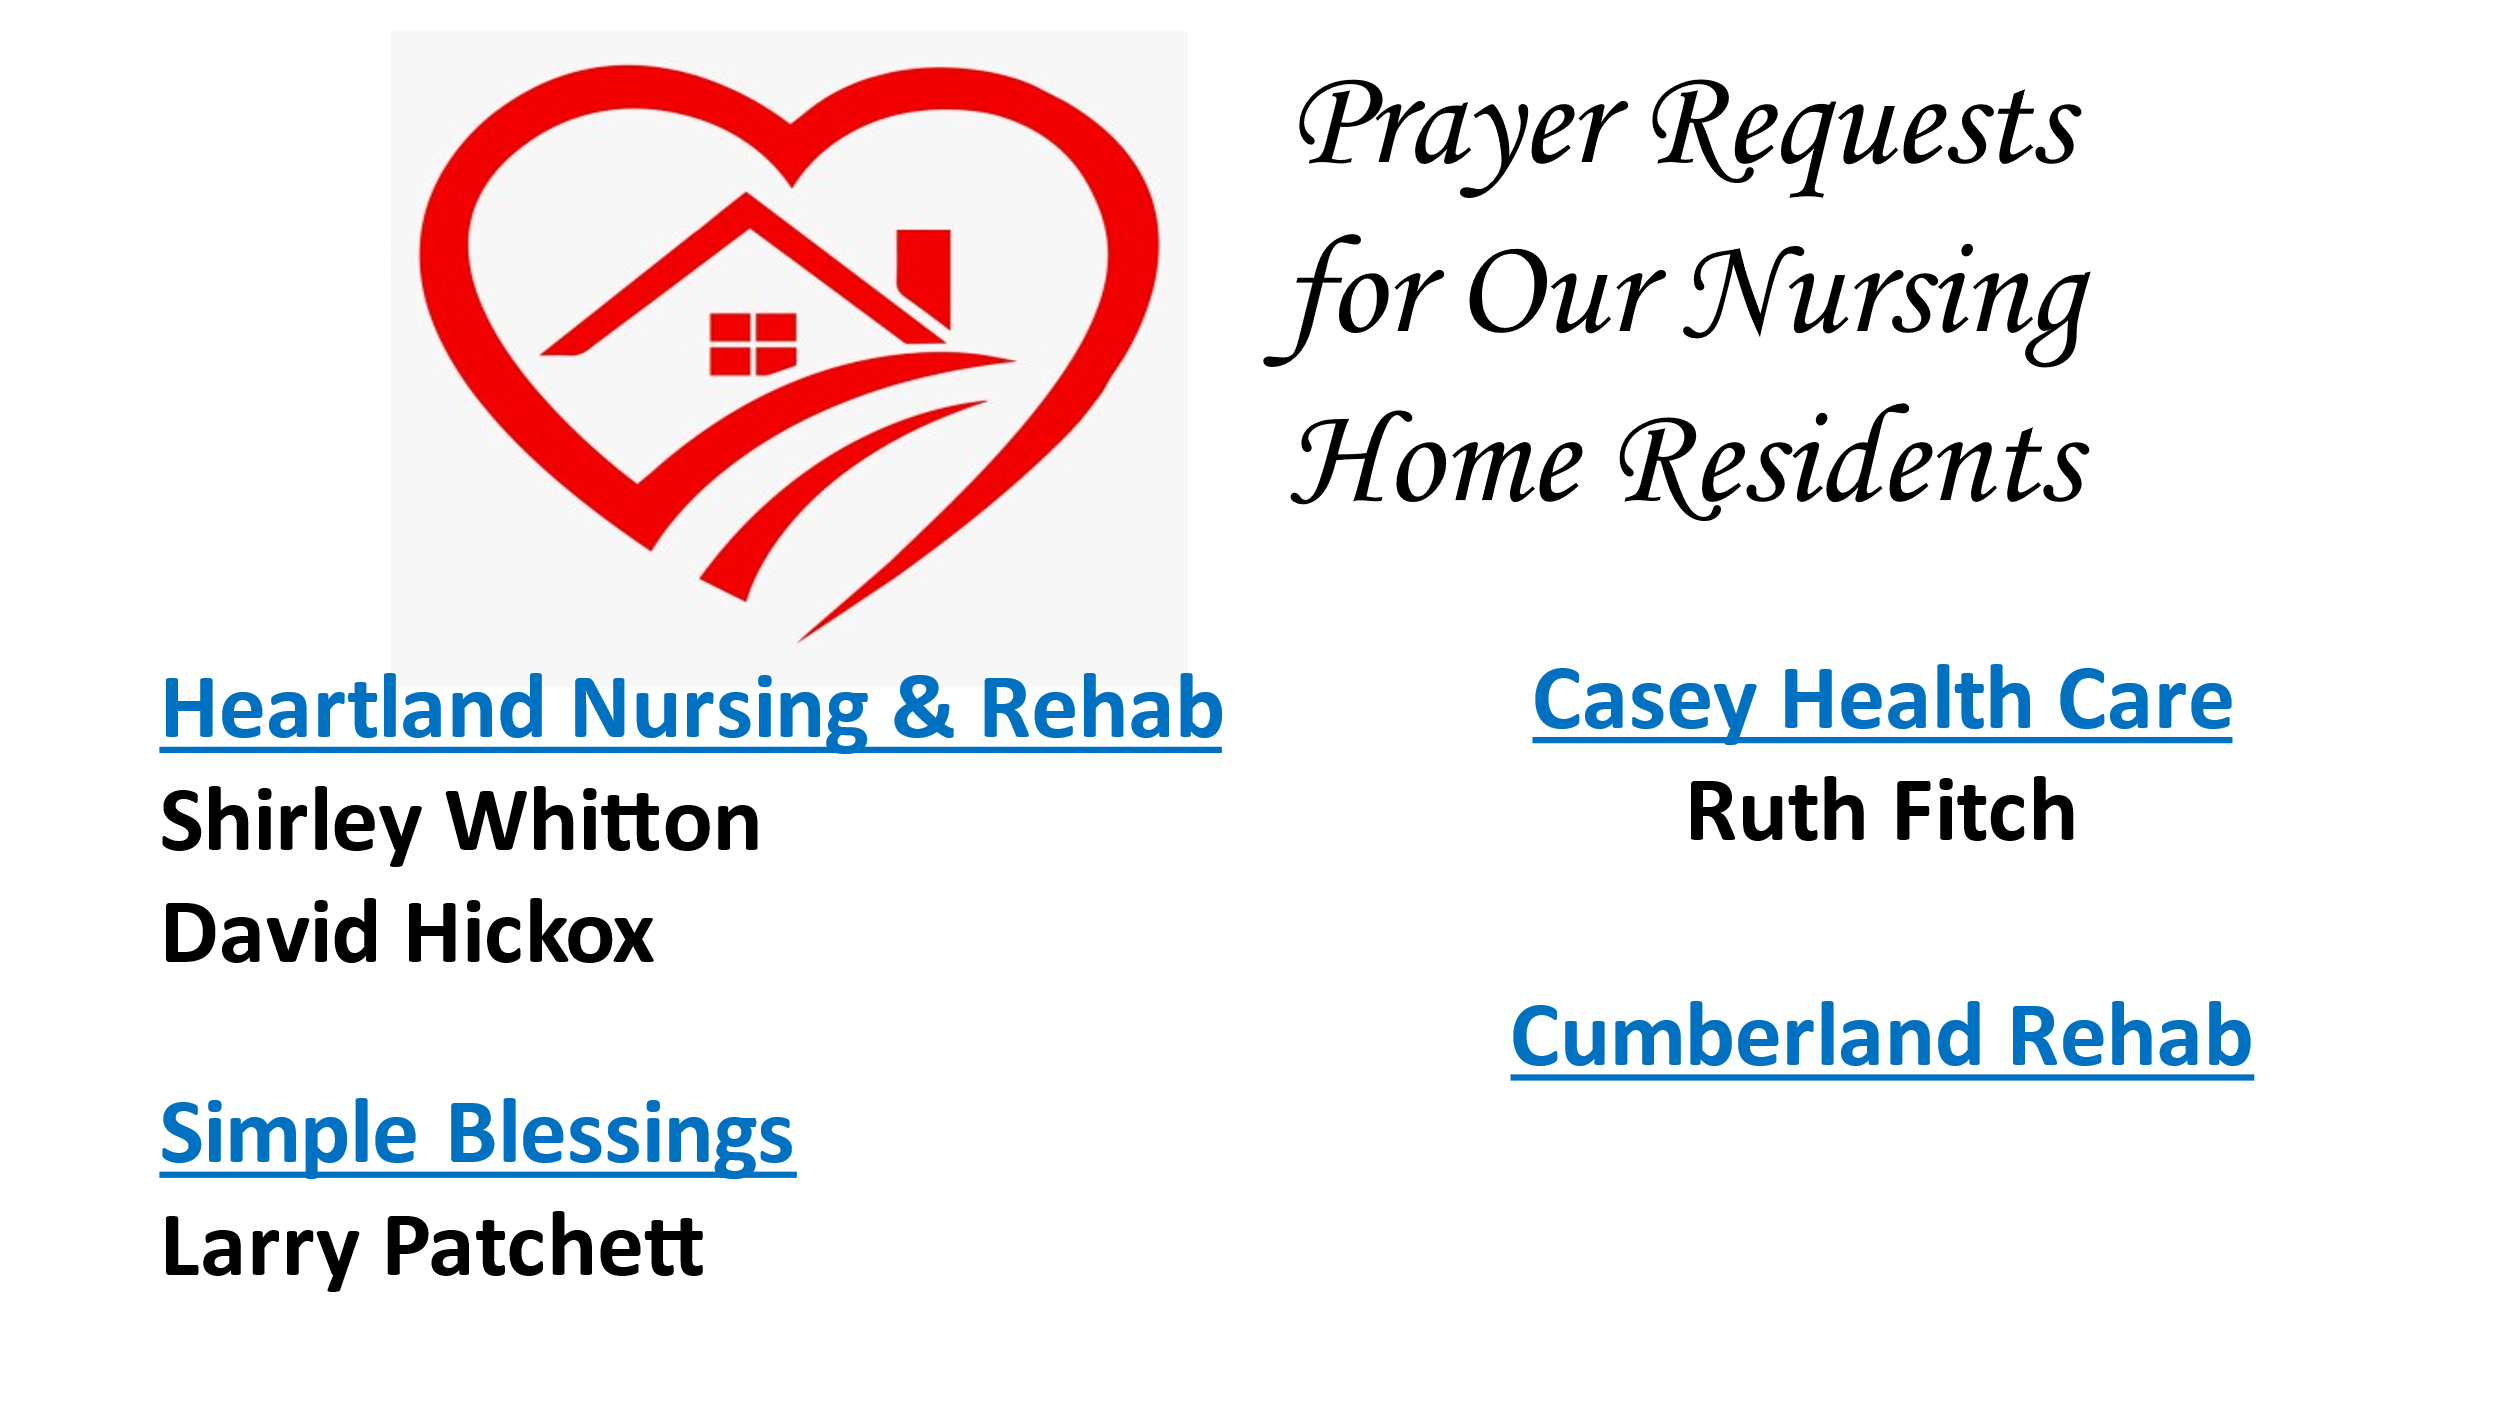 Prayer Requests
for Our Nursing
Home Residents
Heartland Nursing & Rehab
Shirley Whitton
David Hickox
Simple Blessings
Larry Patchett
Casey Health Care
Ruth Fitch
Cumberland Rehab